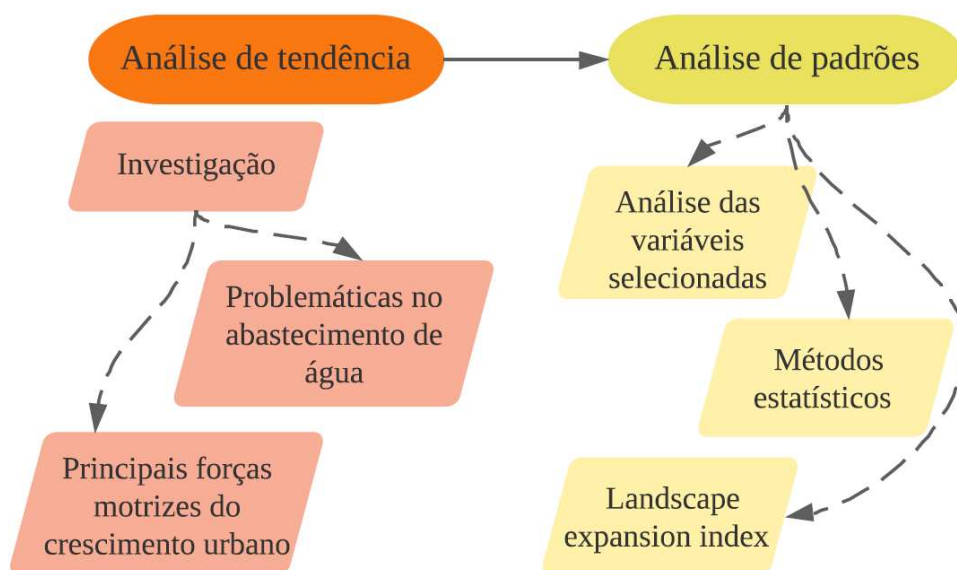 Análise de tendência
Análise de padrões
Investigação
Análise das
variáveis
selecionadas
Problemáticas no
abastecimento de
água
Métodos
estatísticos
Principais forças
motrizes do
crescimento urbano
Landscape
expansion index